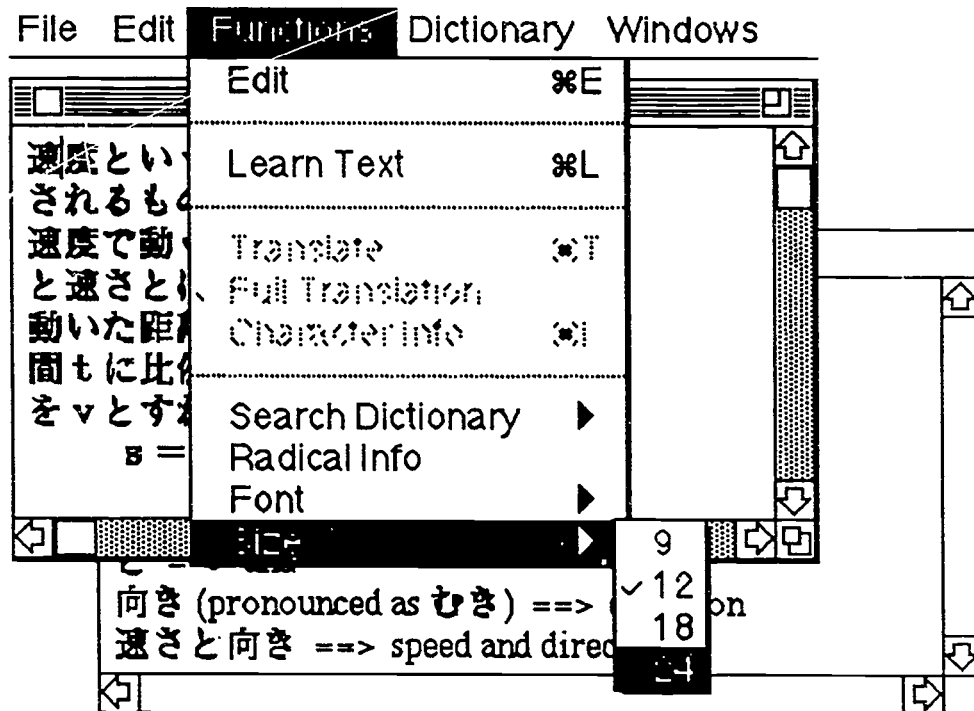 File Edit Functions Dictionary Windows
Edit ⌘E
Learn Text ⌘L
Translate ⌘T
Full Translation
Character Info ⌘I
Search Dictionary ▶
Radical Info
Font ▶
Size ▶
9
✓12
18
24
速度とい
されるもの
速度で動
と速さと
動いた距
間tに比
をvとす
s=
向き (pronounced as むき) ==> on
速さと向き ==> speed and direc